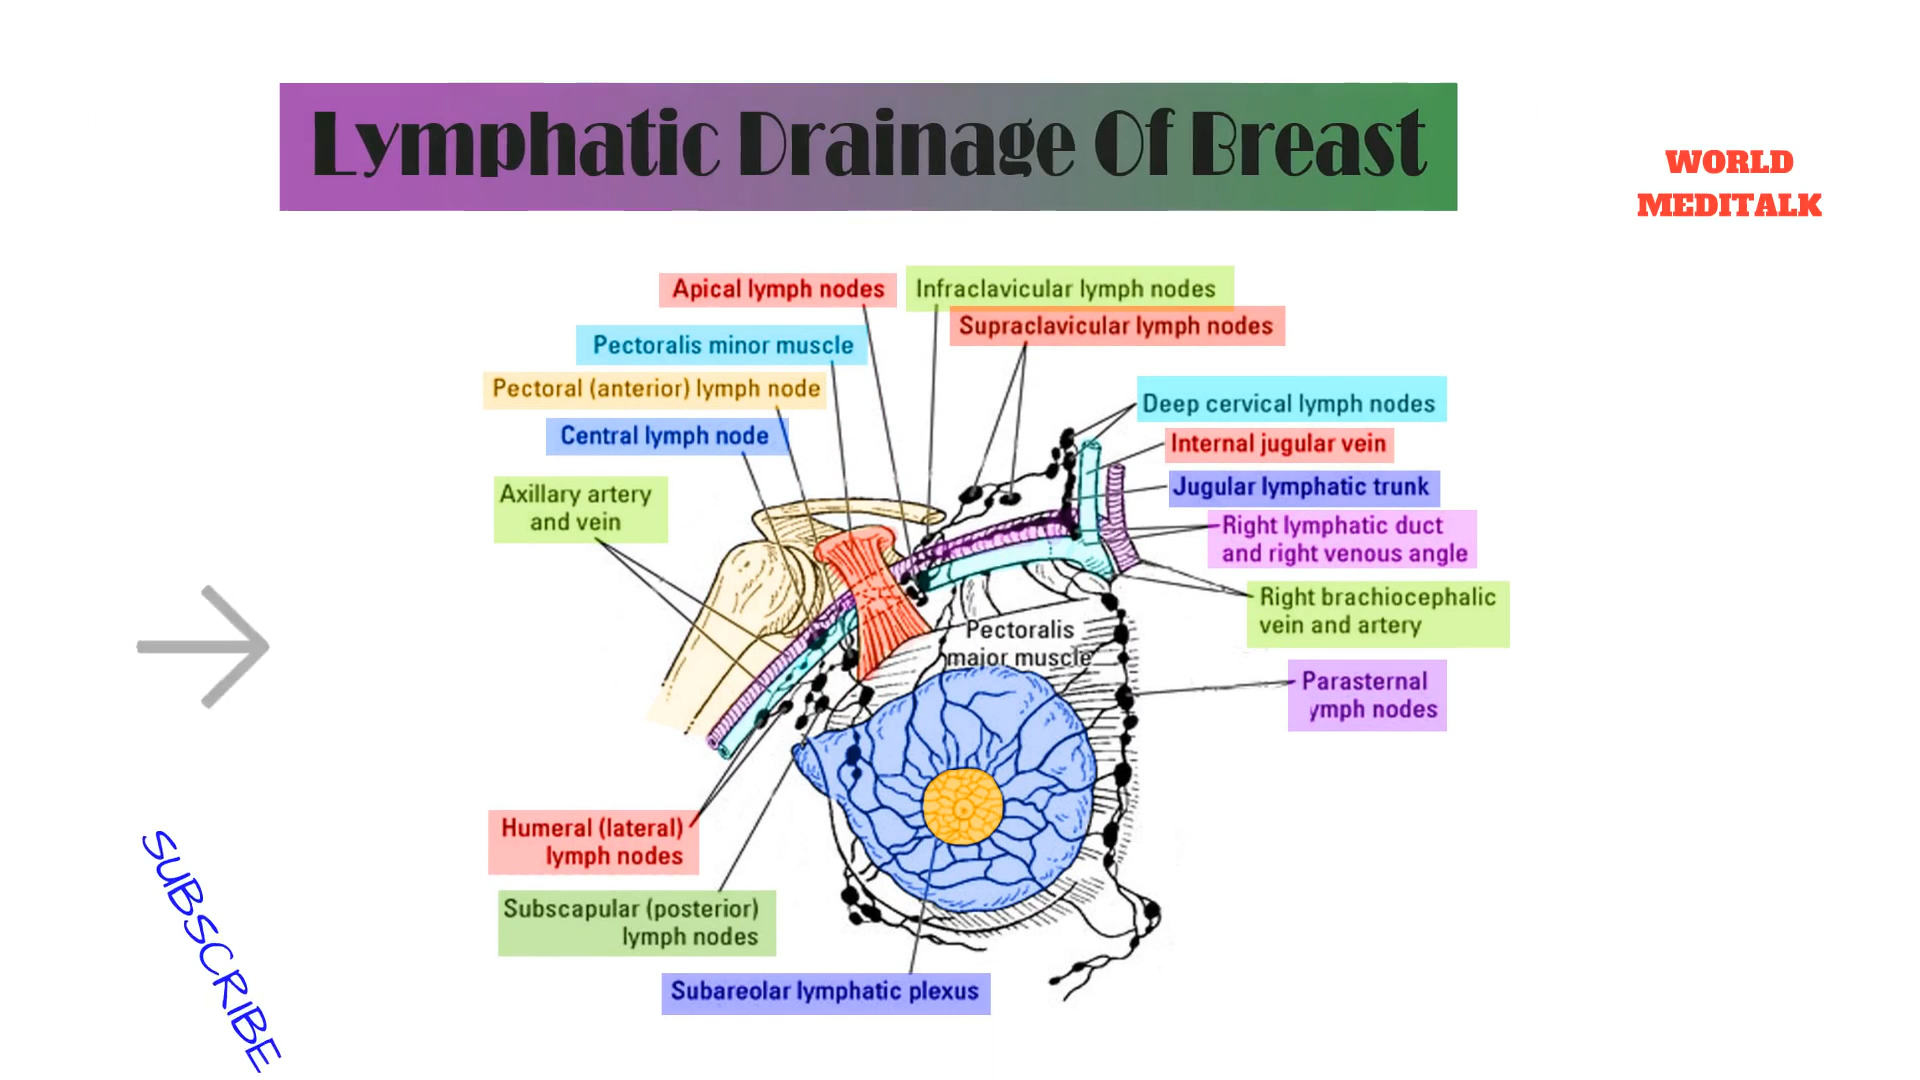 Lymphatic Drainage Of Breast
WORLD
MEDITALK
Apical lymph nodes
Infraclavicular lymph nodes
Supraclavicular lymph nodes
Pectoralis minor muscle
Pectoral (anterior) lymph node
Central lymph node
Axillary artery
and vein
Deep cervical lymph nodes
Internal jugular vein
Jugular lymphatic trunk
Right lymphatic duct
and right venous angle
Right brachiocephalic
vein and artery
Pectoralis
major muscle
Parasternal
ymph nodes
Humeral (lateral)
lymph nodes
Subscapular (posterior)
lymph nodes
Subareolar lymphatic plexus
SUBSCRIBE